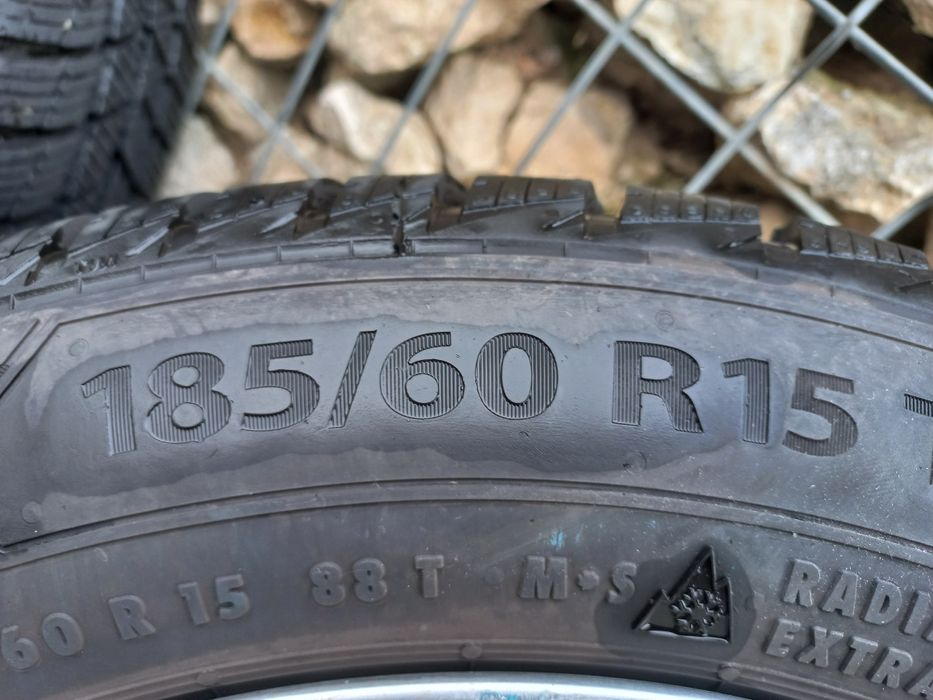 185/60 R15
60 R 15 88 T M+S
RADI
EXTRA